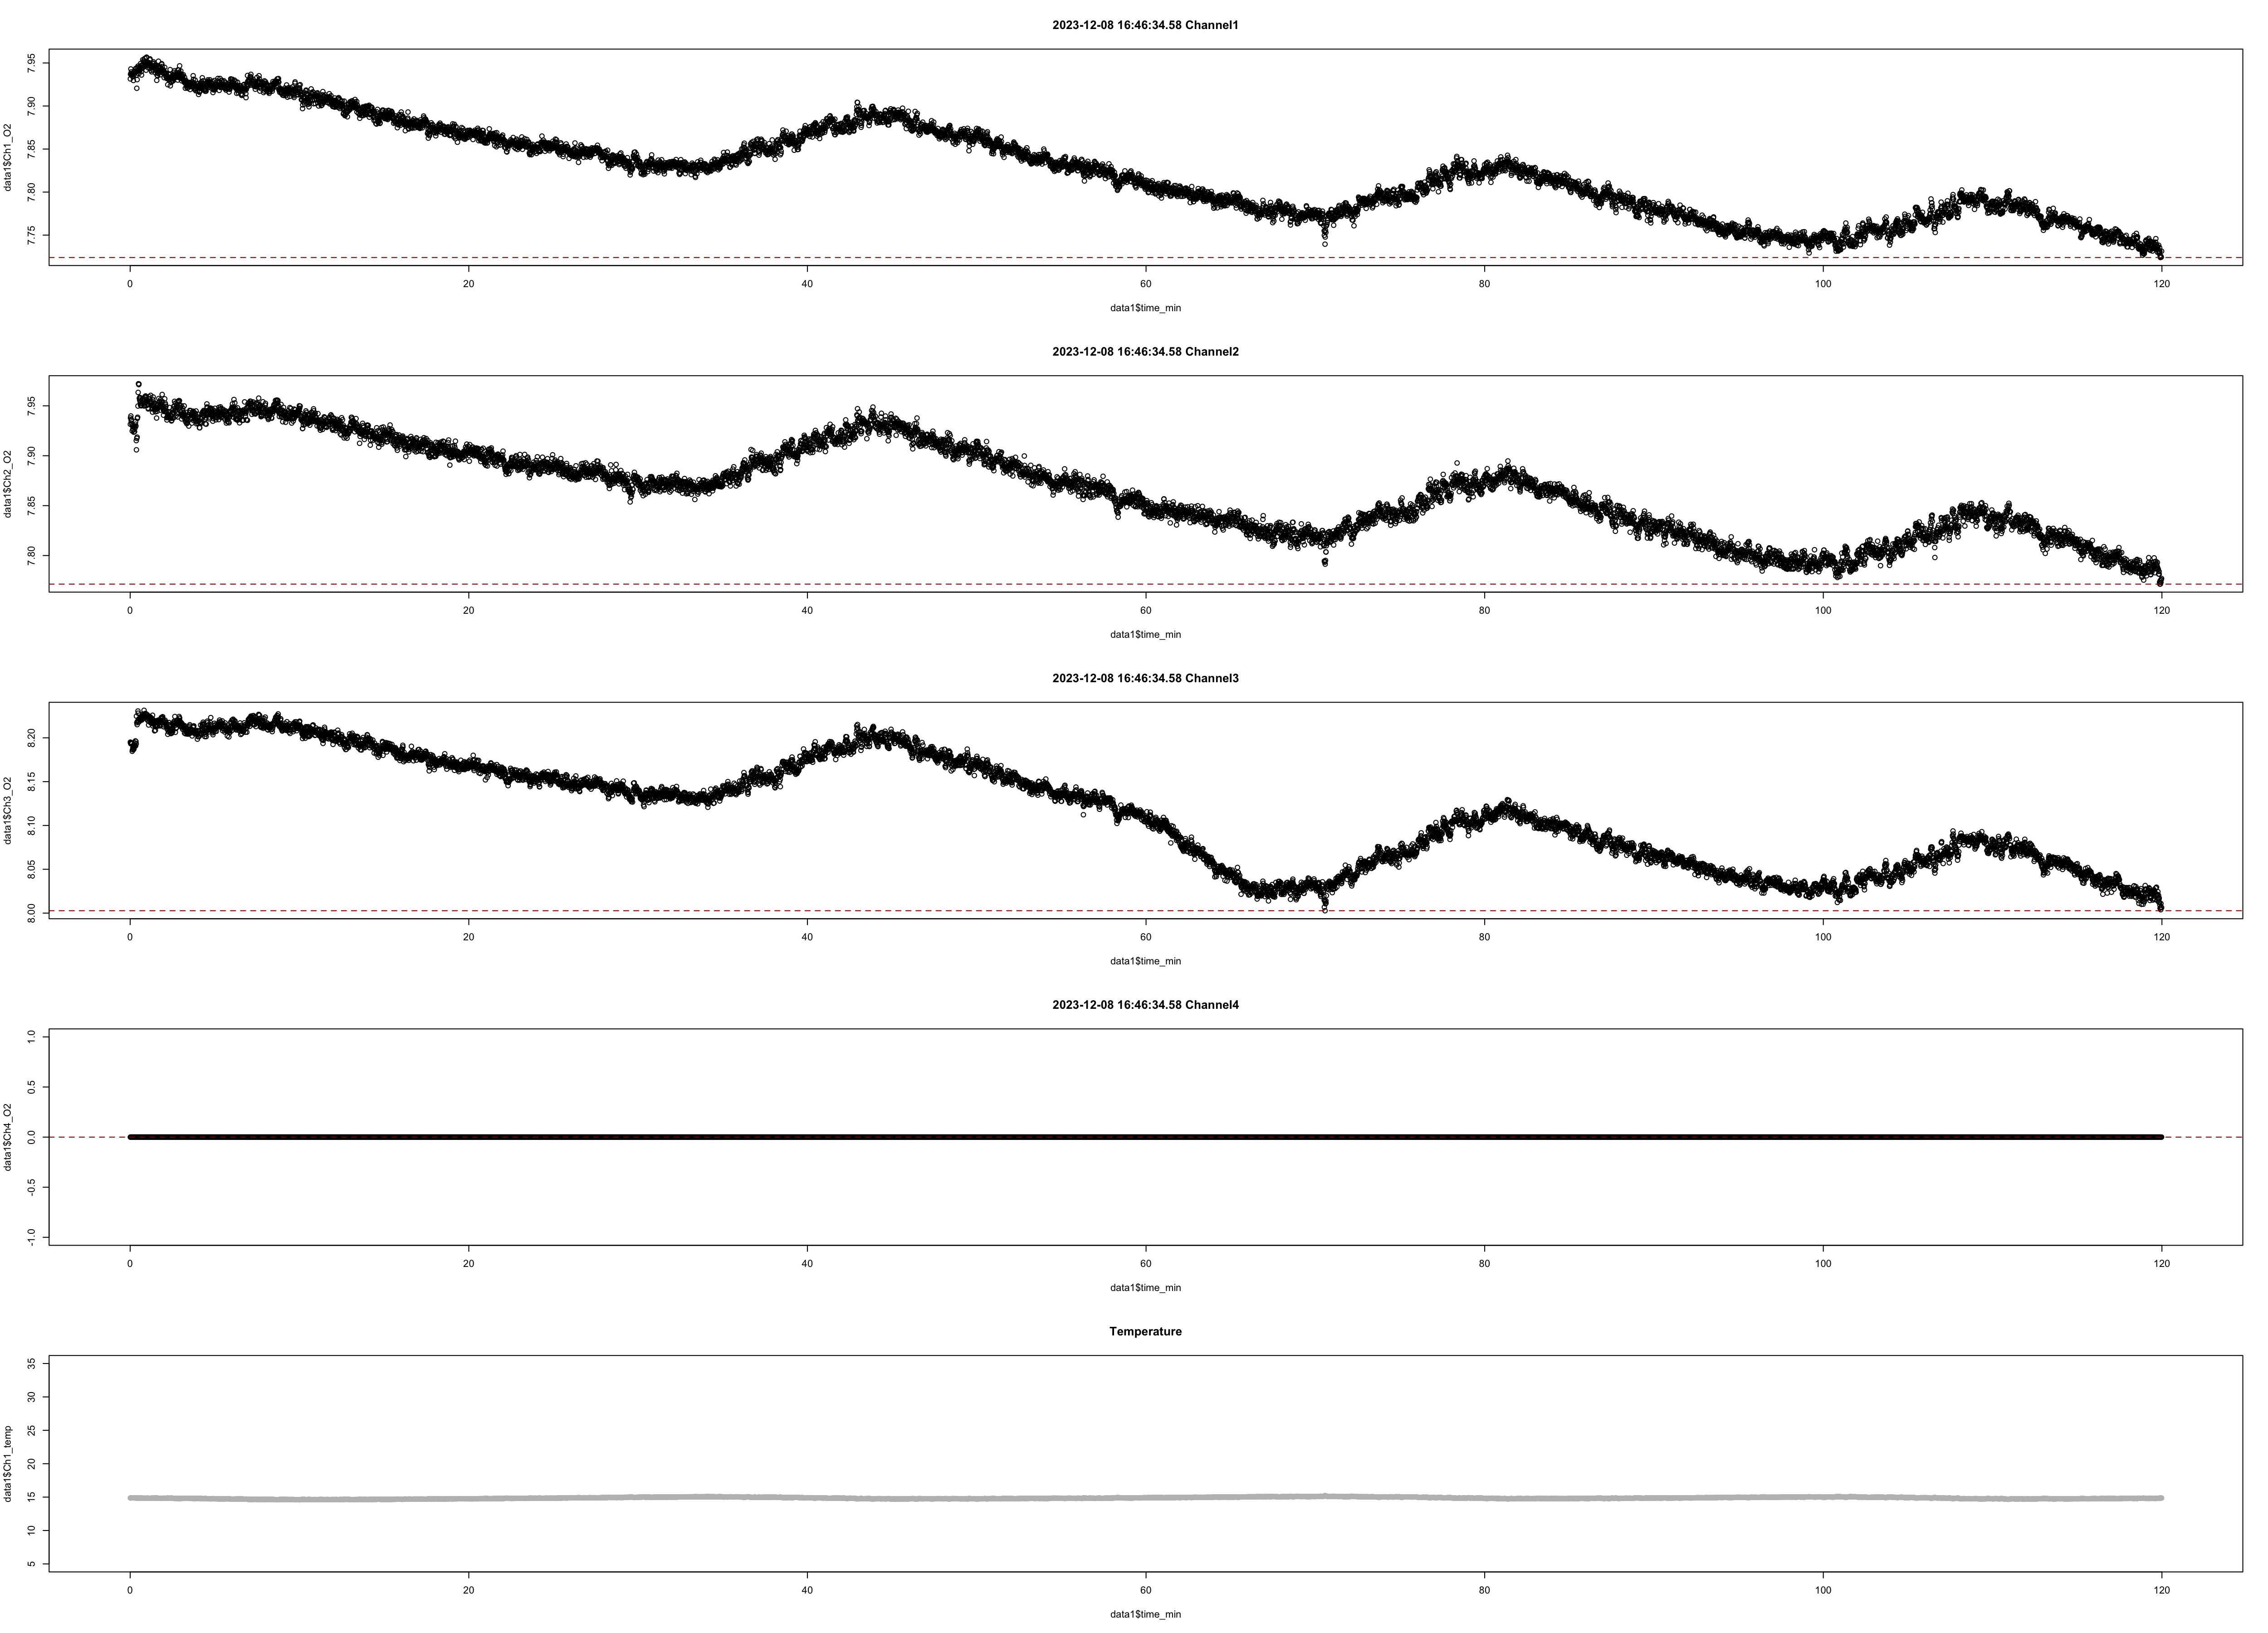 2023-12-08 16:46:34.58 Channel1
data1$Ch1_O2
7.95
7.90
7.85
7.80
7.75
0 20 40 60 80 100 120
data1$time_min
2023-12-08 16:46:34.58 Channel2
data1$Ch2_O2
7.95
7.90
7.85
7.80
0 20 40 60 80 100 120
data1$time_min
2023-12-08 16:46:34.58 Channel3
data1$Ch3_O2
8.20
8.15
8.10
8.05
8.00
0 20 40 60 80 100 120
data1$time_min
2023-12-08 16:46:34.58 Channel4
data1$Ch4_O2
1.0
0.5
0.0
-0.5
-1.0
0 20 40 60 80 100 120
data1$time_min
Temperature
data1$Ch1_temp
35
30
25
20
15
10
5
0 20 40 60 80 100 120
data1$time_min